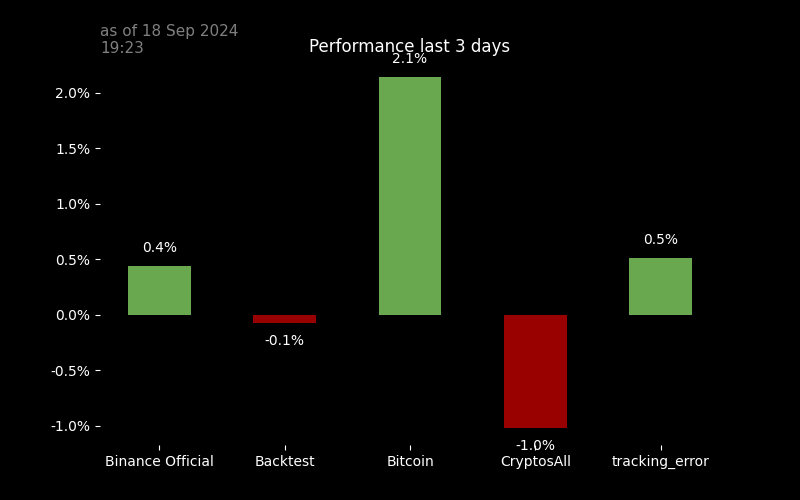 as of 18 Sep 2024
19:23
Performance last 3 days
2.1%
2.0%
1.5%
1.0%
0.5%
0.0%
-0.5%
-1.0%
0.4%
-0.1%
-1.0%
0.5%
Binance Official
Backtest
Bitcoin
CryptosAll
tracking_error